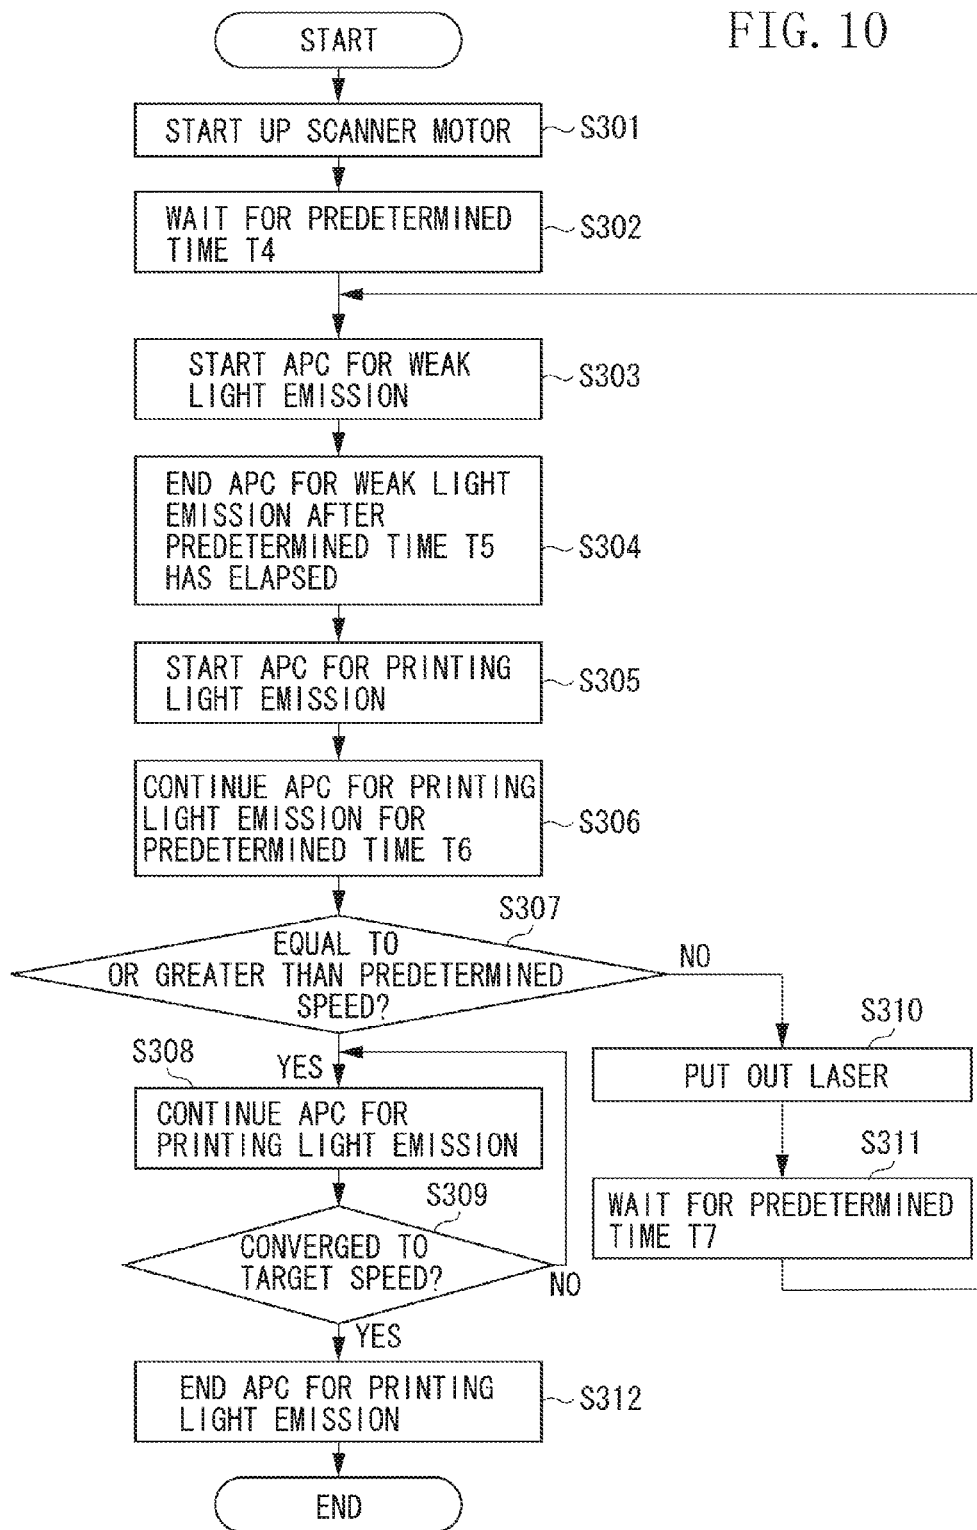 FIG. 10
START
START UP SCANNER MOTOR
S301
WAIT FOR PREDETERMINED
TIME T4
S302
START APC FOR WEAK
LIGHT EMISSION
S303
END APC FOR WEAK LIGHT
EMISSION AFTER
PREDETERMINED TIME T5
HAS ELAPSED
S304
START APC FOR PRINTING
LIGHT EMISSION
S305
CONTINUE APC FOR PRINTING
LIGHT EMISSION FOR
PREDETERMINED TIME T6
S306
S307
EQUAL TO
OR GREATER THAN PREDETERMINED
SPEED?
NO
YES
S308
CONTINUE APC FOR
PRINTING LIGHT EMISSION
S310
PUT OUT LASER
S309
CONVERGED TO
TARGET SPEED?
NO
S311
WAIT FOR PREDETERMINED
TIME T7
YES
END APC FOR PRINTING
LIGHT EMISSION
S312
END